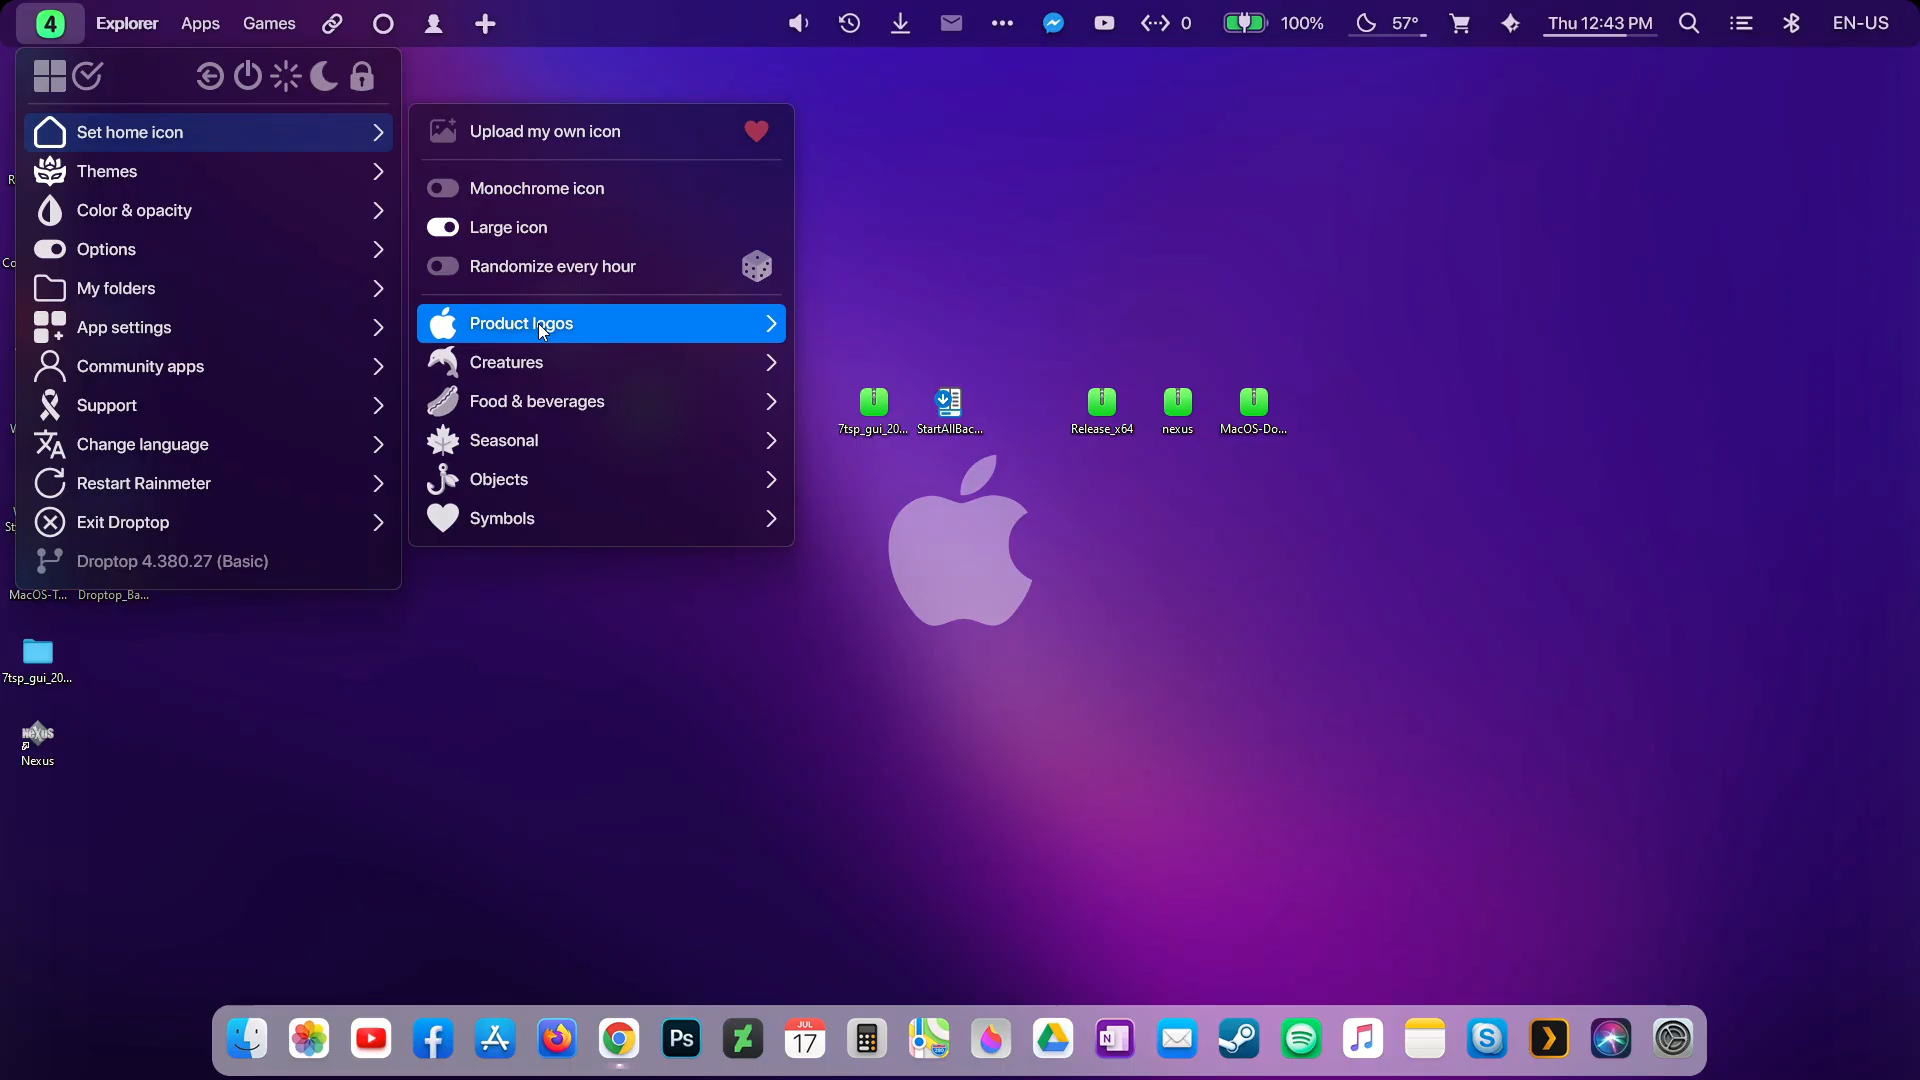 4 Explorer Apps Games 0 100% 57° Thu 12:43 PM EN-US
Set home icon
Themes
Color & opacity
Options
My folders
App settings
Community apps
Support
Change language
Restart Rainmeter
Exit Droptop
Droptop 4.380.27 (Basic)
Upload my own icon
Monochrome icon
Large icon
Randomize every hour
Product logos
Creatures
Food & beverages
Seasonal
Objects
Symbols
7tsp_gui_20... StartAllBac... Release_x64 nexus MacOS-Do...
MacOS-T... Droptop_Ba...
7tsp_gui_20...
NeXuS
Nexus
Ps JUL 17 N S